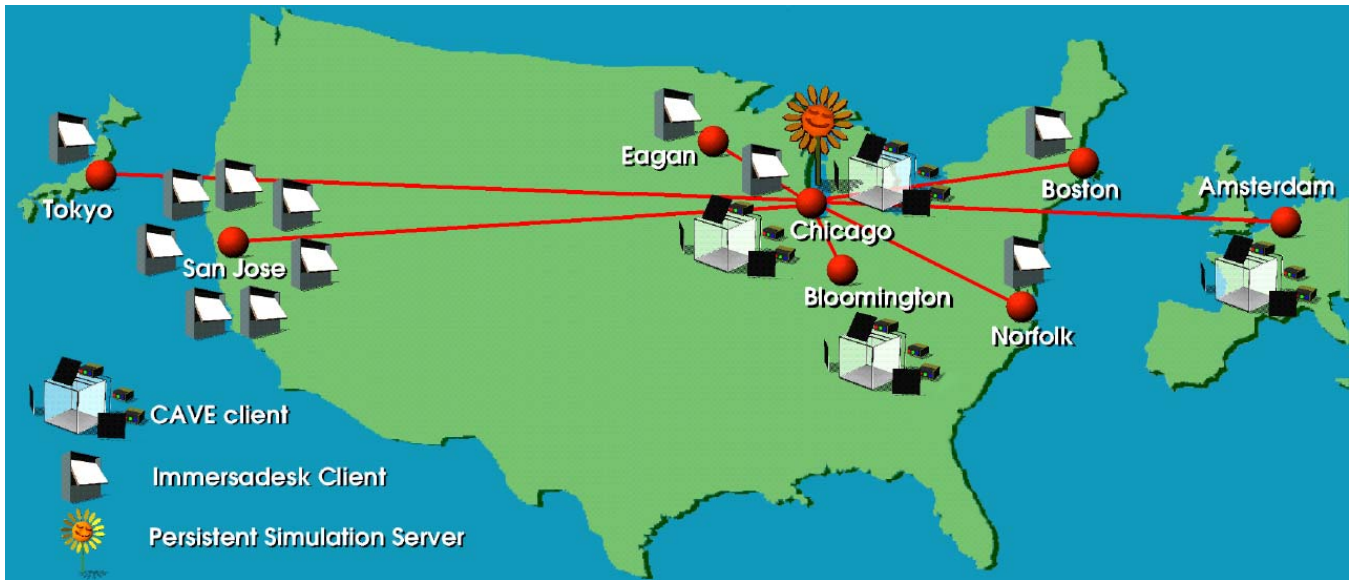 Eagan
Boston
Amsterdam
Tokyo
Chicago
San Jose
Bloomington
Norfolk
CAVE client
Immersadesk Client
Persistent Simulation Server